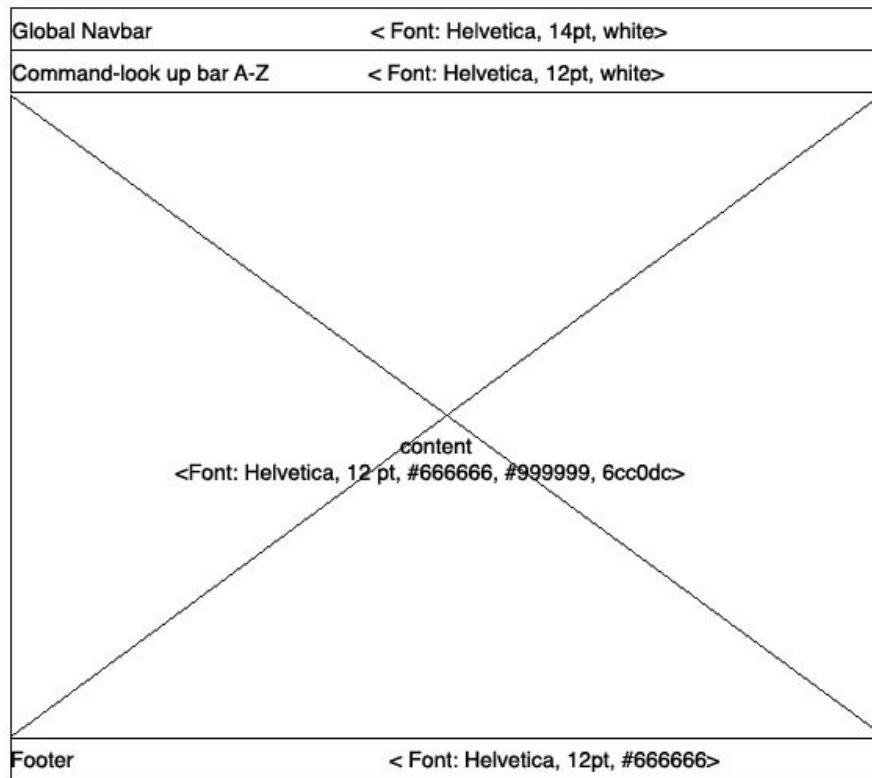 Global Navbar < Font: Helvetica, 14pt, white>
Command-look up bar A-Z < Font: Helvetica, 12pt, white>
content
<Font: Helvetica, 12 pt, #666666, #999999, 6cc0dc>
Footer < Font: Helvetica, 12pt, #666666>